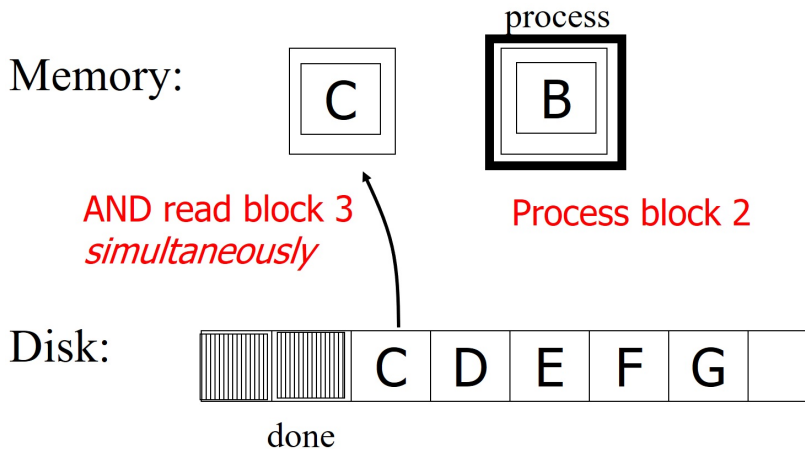 process
Memory:
C
B
AND read block 3
simultaneously
Process block 2
Disk:
C D E F G
done